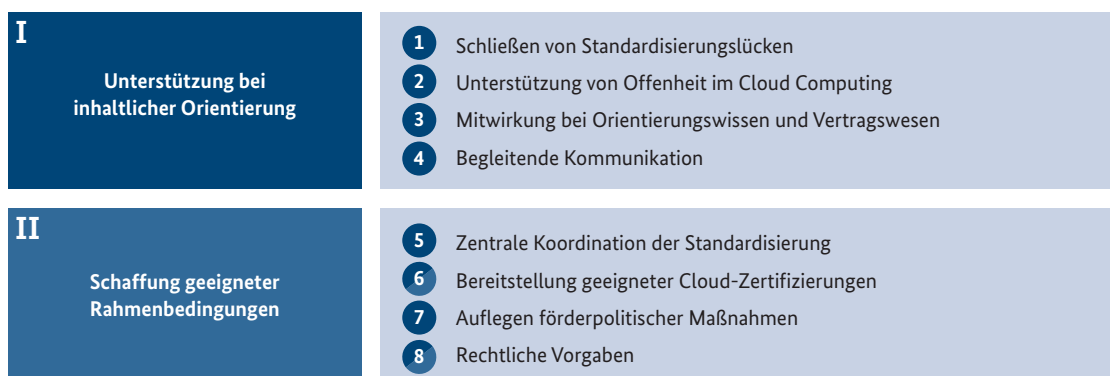 I
Unterstützung bei
inhaltlicher Orientierung
1 Schließen von Standardisierungslücken
2 Unterstützung von Offenheit im Cloud Computing
3 Mitwirkung bei Orientierungswissen und Vertragswesen
4 Begleitende Kommunikation
II
Schaffung geeigneter
Rahmenbedingungen
5 Zentrale Koordination der Standardisierung
6 Bereitstellung geeigneter Cloud-Zertifizierungen
7 Auflegen förderpolitischer Maßnahmen
8 Rechtliche Vorgaben